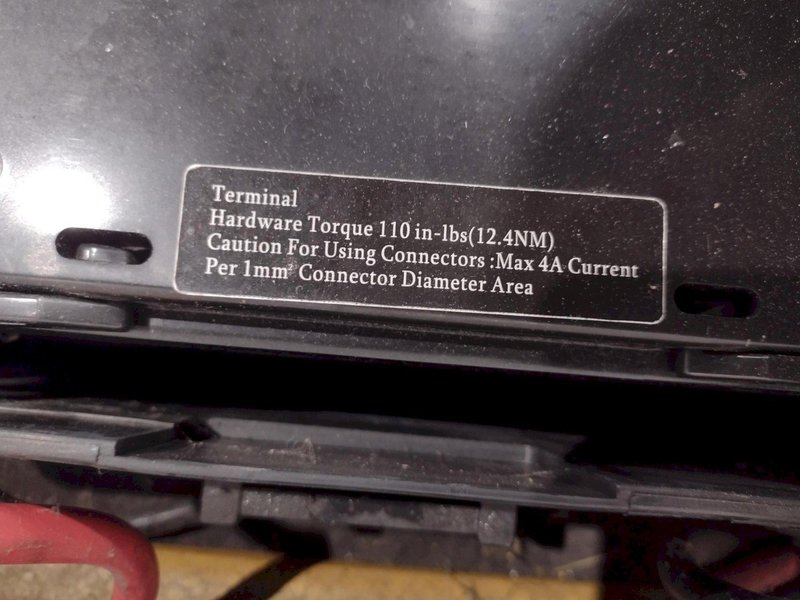 Terminal
Hardware Torque 110 in-lbs(12.4NM)
Caution For Using Connectors :Max 4A Current
Per 1mm² Connector Diameter Area